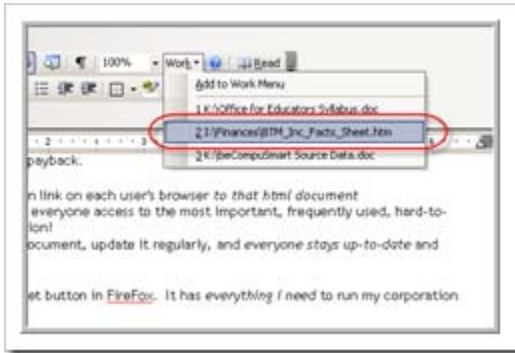 100% Work Read
Add to Work Menu
1 K:\Office for Educators Syllabus.doc
2 I:\Finances\BTM_Inc_Facts_Sheet.htm
3 K:\beCompuSmart Source Data.doc
payback.
n link on each user's browser to that html document
everyone access to the most important, frequently used, hard-to-
ion!
ocument, update it regularly, and everyone stays up-to-date and
et button in FireFox. It has everything I need to run my corporation